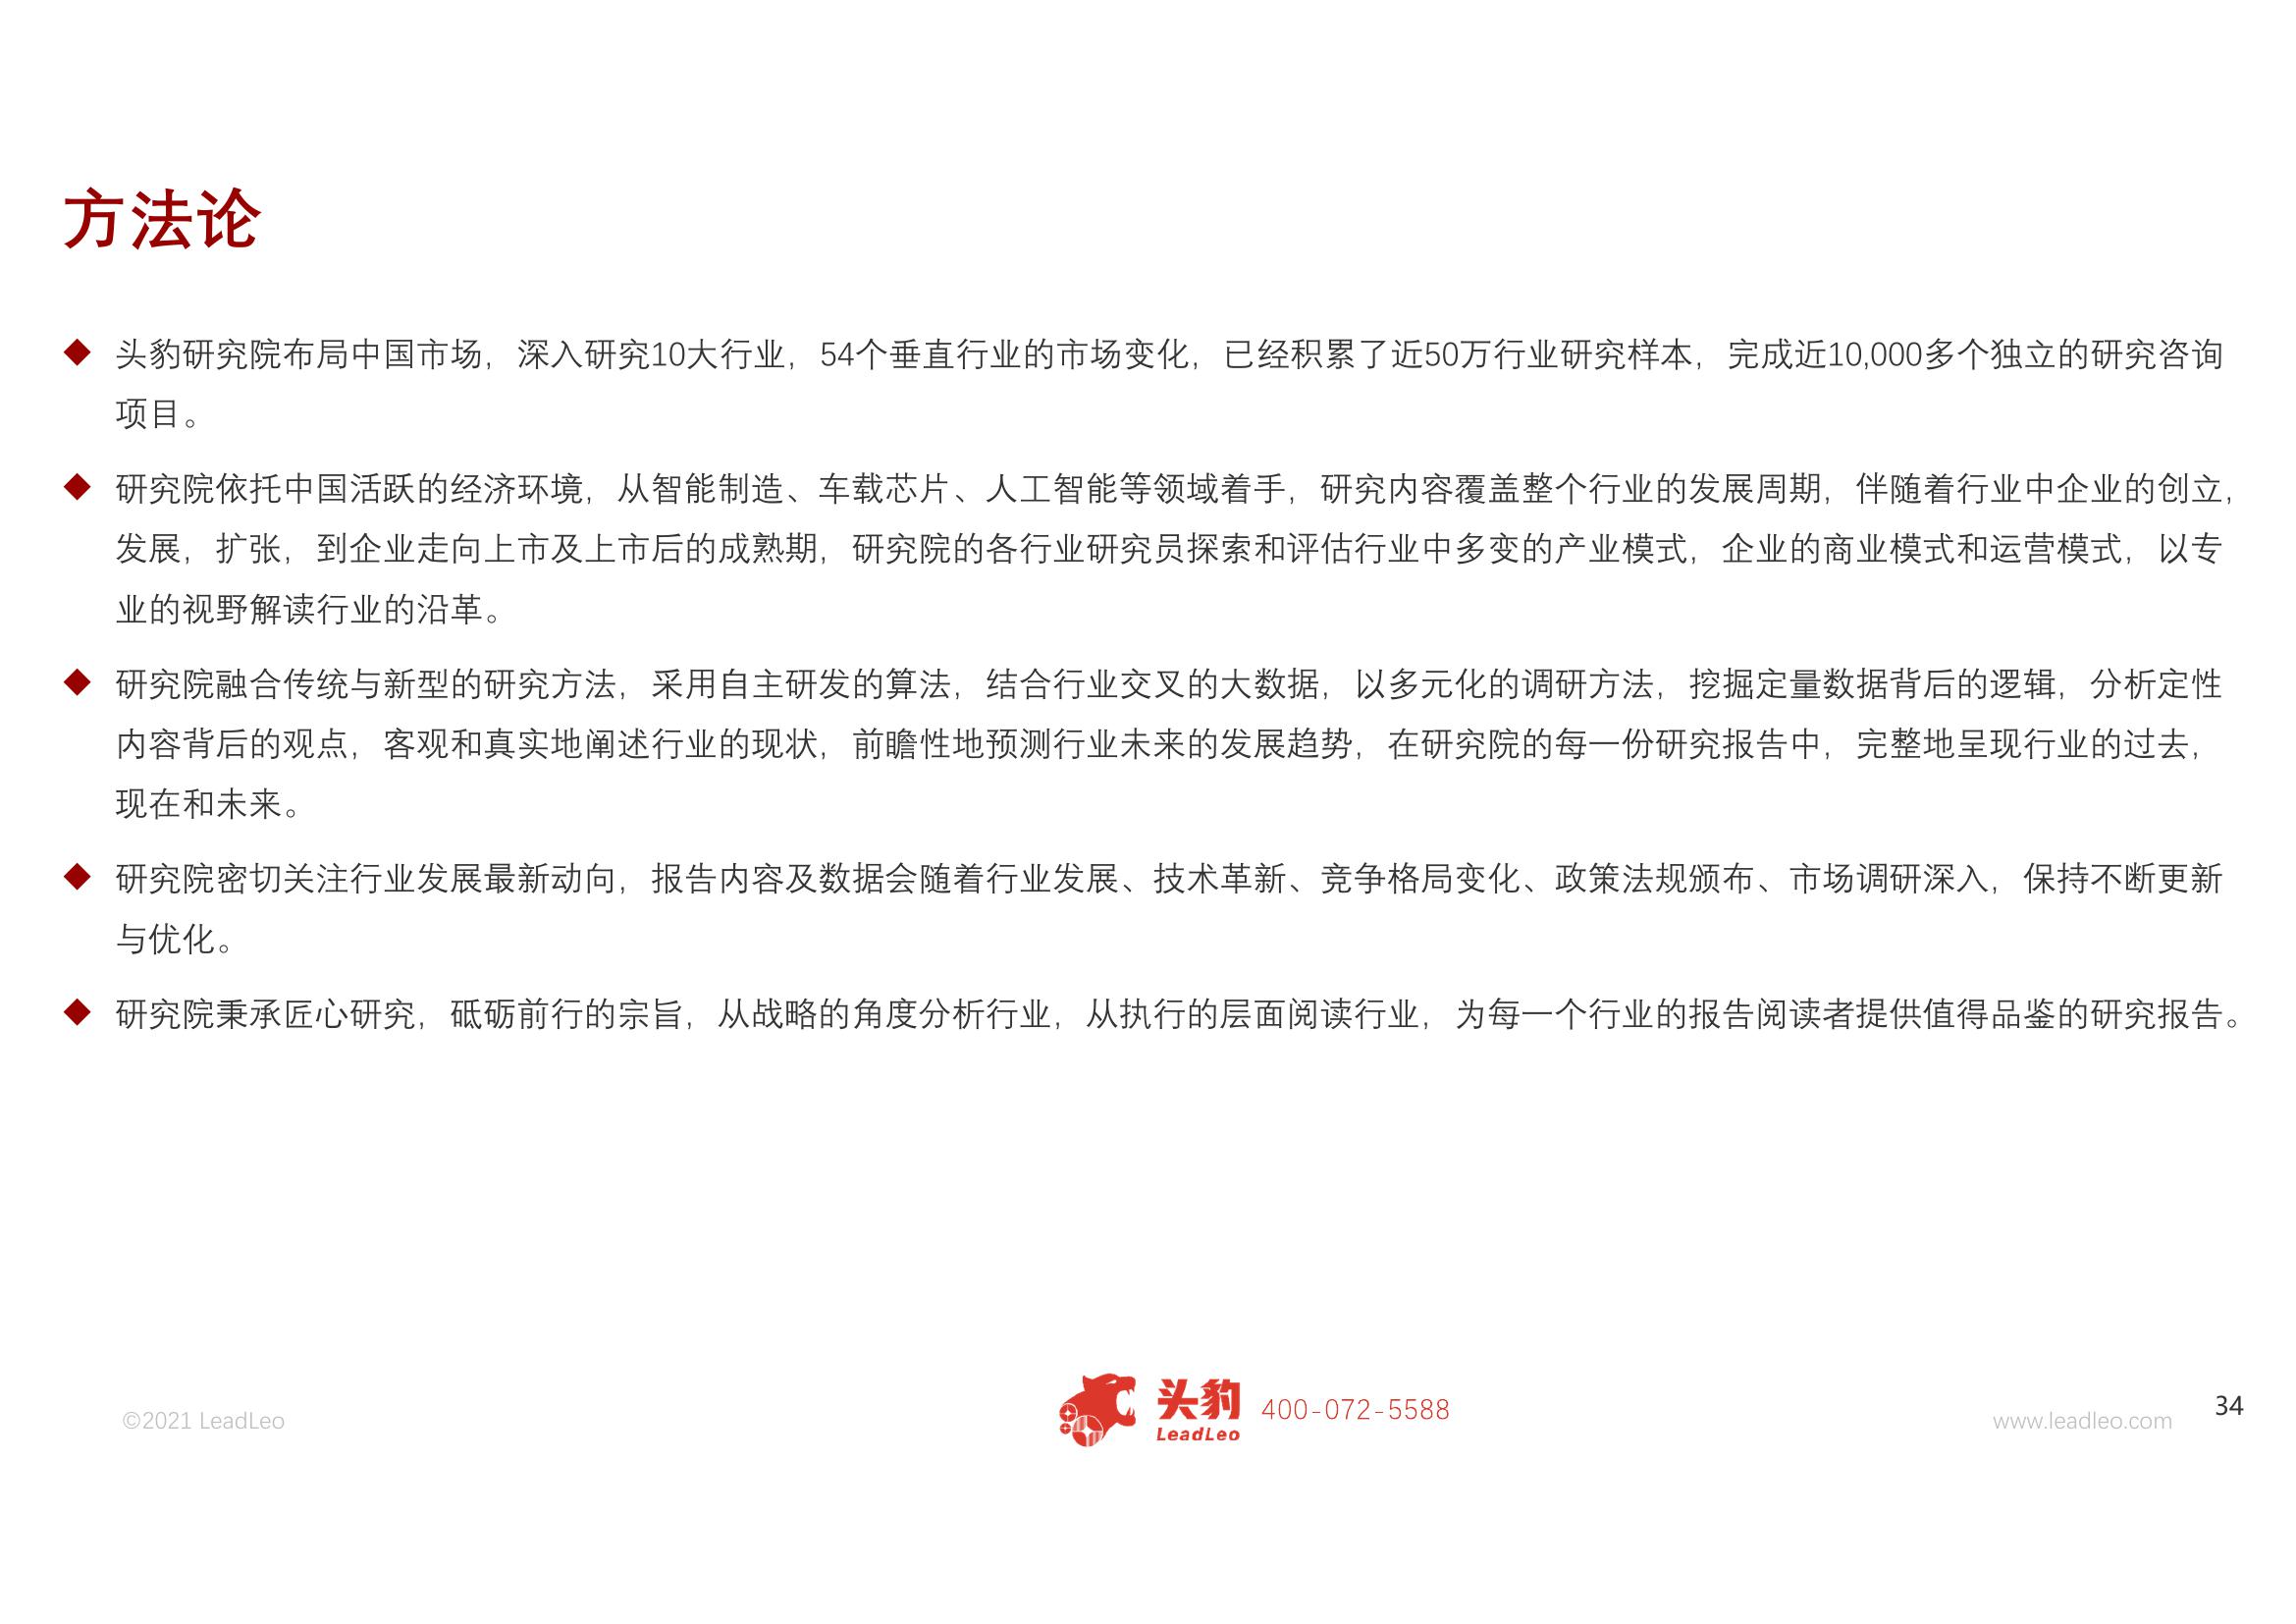 方法论
◆ 头豹研究院布局中国市场，深入研究10大行业，54个垂直行业的市场变化，已经积累了近50万行业研究样本，完成近10,000多个独立的研究咨询
项目。
◆ 研究院依托中国活跃的经济环境，从智能制造、车载芯片、人工智能等领域着手，研究内容覆盖整个行业的发展周期，伴随着行业中企业的创立，
发展，扩张，到企业走向上市及上市后的成熟期，研究院的各行业研究员探索和评估行业中多变的产业模式，企业的商业模式和运营模式，以专
业的视野解读行业的沿革。
◆ 研究院融合传统与新型的研究方法，采用自主研发的算法，结合行业交叉的大数据，以多元化的调研方法，挖掘定量数据背后的逻辑，分析定性
内容背后的观点，客观和真实地阐述行业的现状，前瞻性地预测行业未来的发展趋势，在研究院的每一份研究报告中，完整地呈现行业的过去，
现在和未来。
◆ 研究院密切关注行业发展最新动向，报告内容及数据会随着行业发展、技术革新、竞争格局变化、政策法规颁布、市场调研深入，保持不断更新
与优化。
◆ 研究院秉承匠心研究，砥砺前行的宗旨，从战略的角度分析行业，从执行的层面阅读行业，为每一个行业的报告阅读者提供值得品鉴的研究报告。
©2021 LeadLeo
头豹
LeadLeo
400-072-5588
www.leadleo.com
34